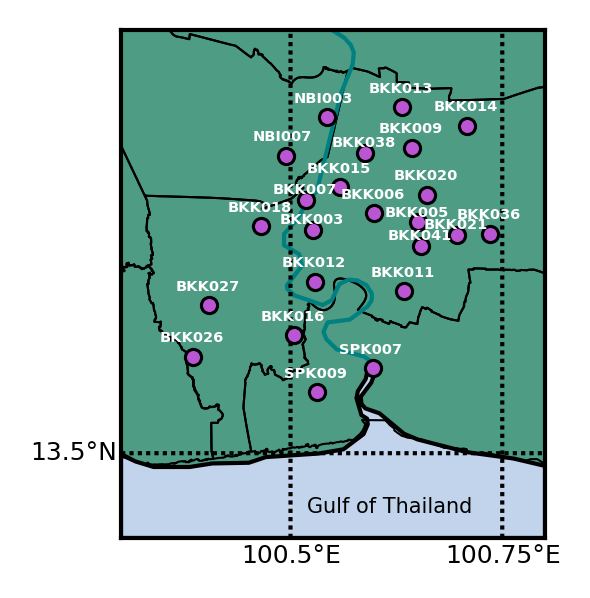 BKK013
NBI003
BKK014
BKK009
NBI007
BKK038
BKK015
BKK020
BKK007
BKK006
BKK018
BKK005
BKK036
BKK003
BKK021
BKK041
BKK012
BKK011
BKK027
BKK016
BKK026
SPK007
SPK009
13.5°N
Gulf of Thailand
100.5°E
100.75°E